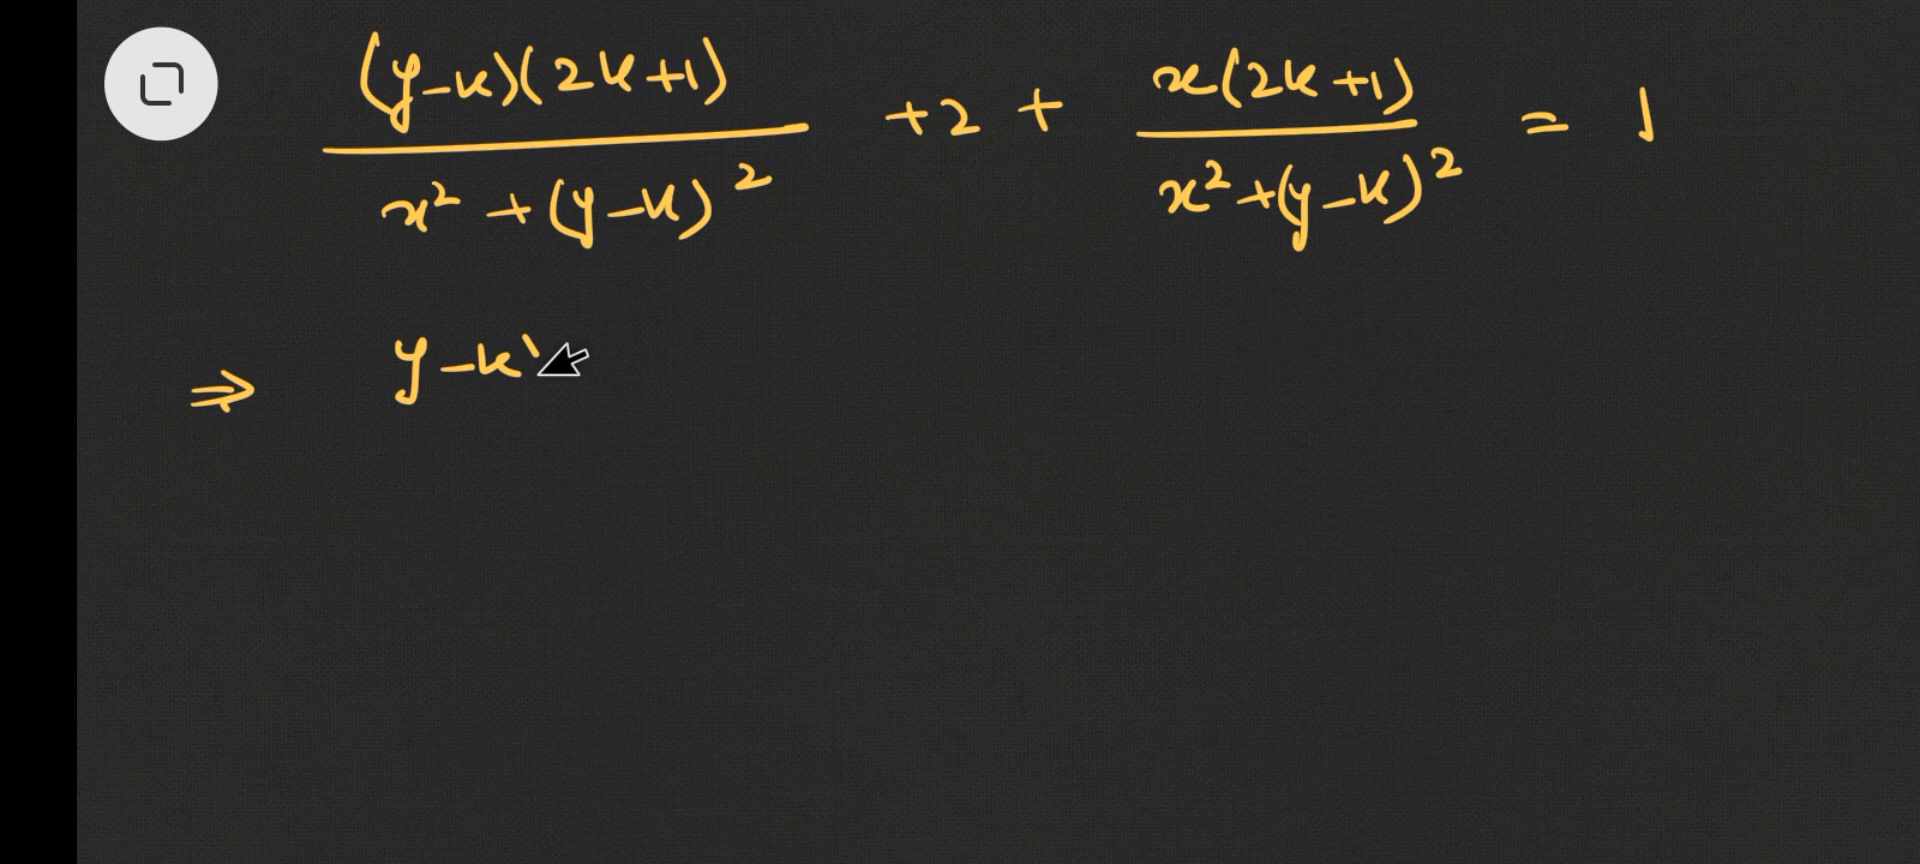 (y-k)(2k+1) / x² + (y-k)² + 2 + x(2k+1) / x² + (y-k)² = 1
⇒ y-k